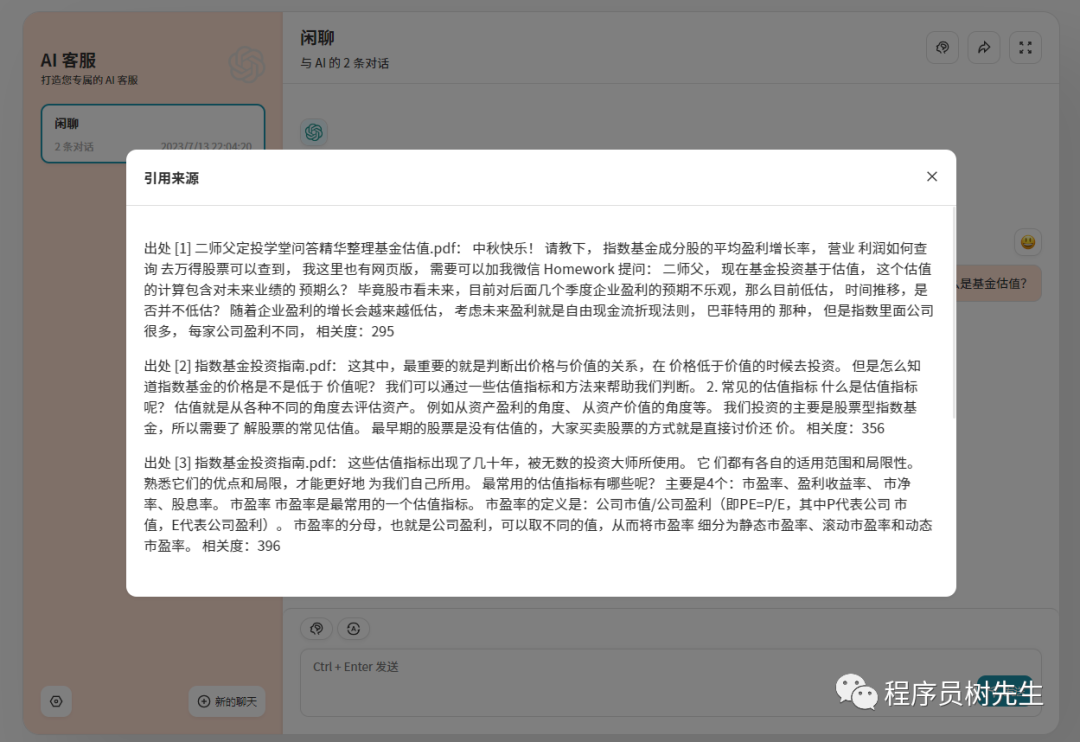 AI 客服
打造您专属的 AI 客服
闲聊
2 条对话
2023/7/13 22:04:20
闲聊
与 AI 的 2 条对话
是基金估值？
引用来源
出处 [1] 二师父定投学堂问答精华整理基金估值.pdf： 中秋快乐！ 请教下， 指数基金成分股的平均盈利增长率， 营业 利润如何查
询 去万得股票可以查到， 我这里也有网页版， 需要可以加我微信 Homework 提问： 二师父， 现在基金投资基于估值， 这个估值
的计算包含对未来业绩的 预期么？ 毕竟股市看未来，目前对后面几个季度企业盈利的预期不乐观，那么目前低估， 时间推移，是
否并不低估？ 随着企业盈利的增长会越来越低估， 考虑未来盈利就是自由现金流折现法则， 巴菲特用的 那种， 但是指数里面公司
很多， 每家公司盈利不同， 相关度：295
出处 [2] 指数基金投资指南.pdf： 这其中，最重要的就是判断出价格与价值的关系，在 价格低于价值的时候去投资。 但是怎么知
道指数基金的价格是不是低于 价值呢？ 我们可以通过一些估值指标和方法来帮助我们判断。 2. 常见的估值指标 什么是估值指标
呢？ 估值就是从各种不同的角度去评估资产。 例如从资产盈利的角度、 从资产价值的角度等。 我们投资的主要是股票型指数基
金，所以需要了 解股票的常见估值。 最早期的股票是没有估值的，大家买卖股票的方式就是直接讨价还 价。 相关度：356
出处 [3] 指数基金投资指南.pdf： 这些估值指标出现了几十年，被无数的投资大师所使用。 它 们都有各自的适用范围和局限性。
熟悉它们的优点和局限，才能更好地 为我们自己所用。 最常用的估值指标有哪些呢？ 主要是4个：市盈率、盈利收益率、 市净
率、股息率。 市盈率 市盈率是最常用的一个估值指标。 市盈率的定义是：公司市值/公司盈利（即PE=P/E，其中P代表公司 市
值，E代表公司盈利）。 市盈率的分母，也就是公司盈利，可以取不同的值，从而将市盈率 细分为静态市盈率、滚动市盈率和动态
市盈率。 相关度：396
Ctrl + Enter 发送
新的聊天
程序员树先生